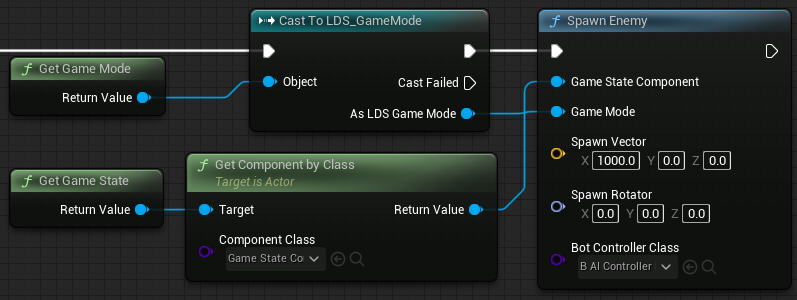 Cast To LDS_GameMode
Object
Cast Failed
As LDS Game Mode
Get Game Mode
Return Value
Get Game State
Return Value
Get Component by Class
Target is Actor
Target
Return Value
Component Class
Game State Co
Spawn Enemy
Game State Component
Game Mode
Spawn Vector
X 1000.0 Y 0.0 Z 0.0
Spawn Rotator
X 0.0 Y 0.0 Z 0.0
Bot Controller Class
B AI Controller